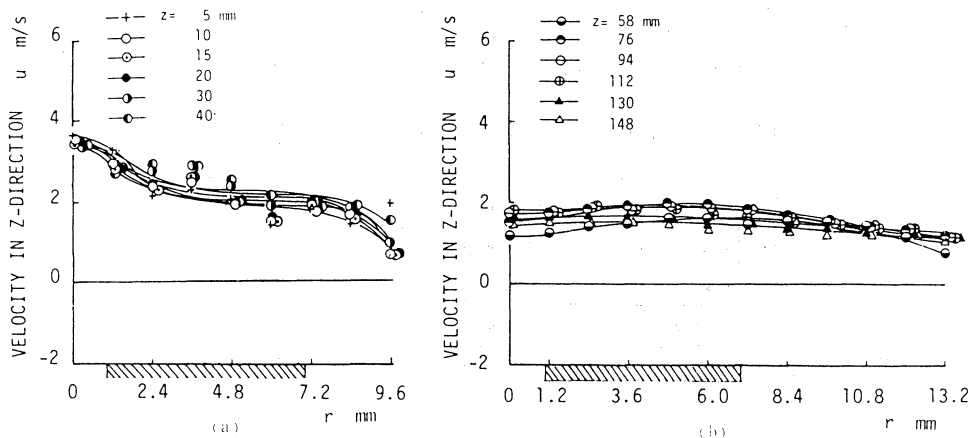 z= 5 mm
10
15
20
30
40
VELOCITY IN Z-DIRECTION u m/s
6
4
2
0
-2
0 2.4 4.8 7.2 9.6
r mm
(a)
z= 58 mm
76
94
112
130
148
VELOCITY IN Z-DIRECTION u m/s
6
4
2
0
-2
0 1.2 3.6 6.0 8.4 10.8 13.2
r mm
(b)